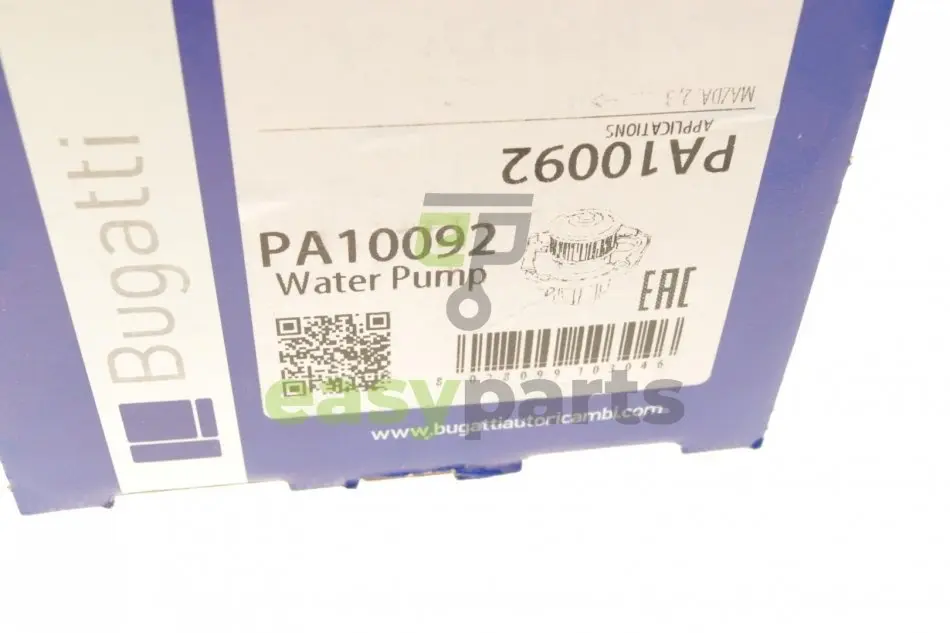 MAZDA. 2,3
APPLICATIONS
PA10092
PA10092
Water Pump
EAC
easyparts
www.bugattiautoricambi.com
Bugatti